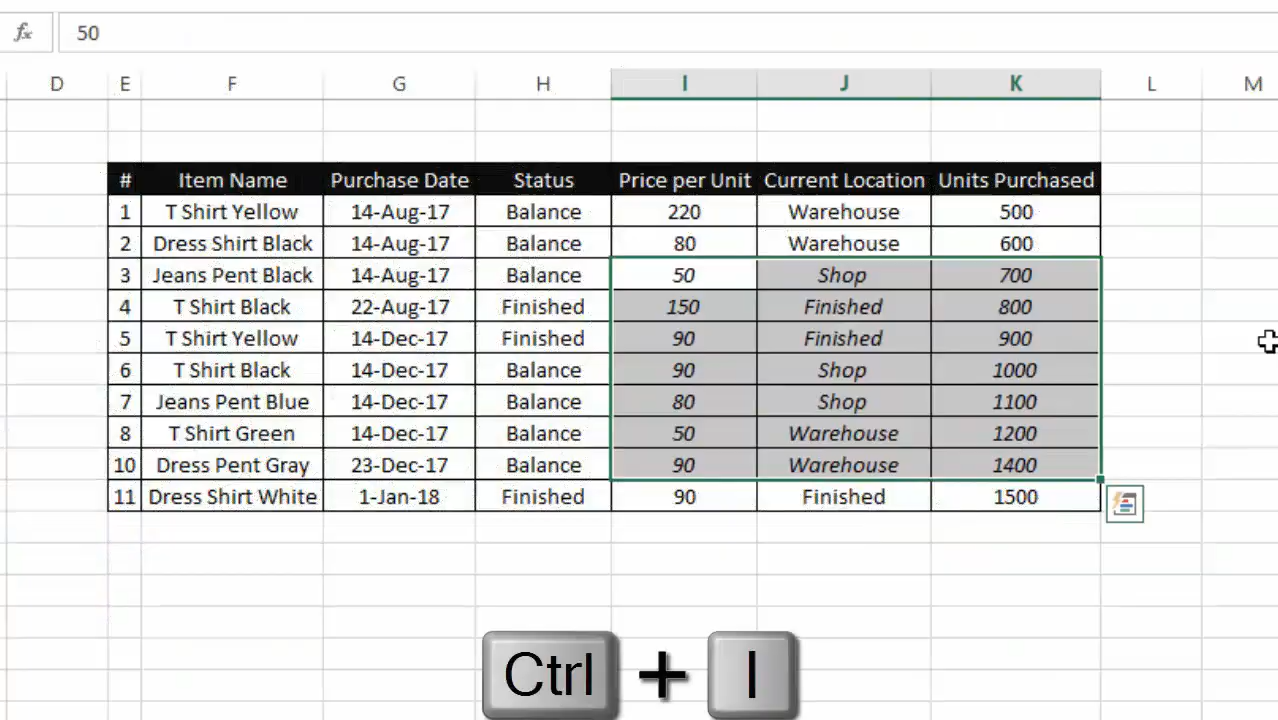 fx 50
D E F G H I J K L M
# Item Name Purchase Date Status Price per Unit Current Location Units Purchased
1 T Shirt Yellow 14-Aug-17 Balance 220 Warehouse 500
2 Dress Shirt Black 14-Aug-17 Balance 80 Warehouse 600
3 Jeans Pent Black 14-Aug-17 Balance 50 Shop 700
4 T Shirt Black 22-Aug-17 Finished 150 Finished 800
5 T Shirt Yellow 14-Dec-17 Finished 90 Finished 900
6 T Shirt Black 14-Dec-17 Balance 90 Shop 1000
7 Jeans Pent Blue 14-Dec-17 Balance 80 Shop 1100
8 T Shirt Green 14-Dec-17 Balance 50 Warehouse 1200
10 Dress Pent Gray 23-Dec-17 Balance 90 Warehouse 1400
11 Dress Shirt White 1-Jan-18 Finished 90 Finished 1500
Ctrl + I